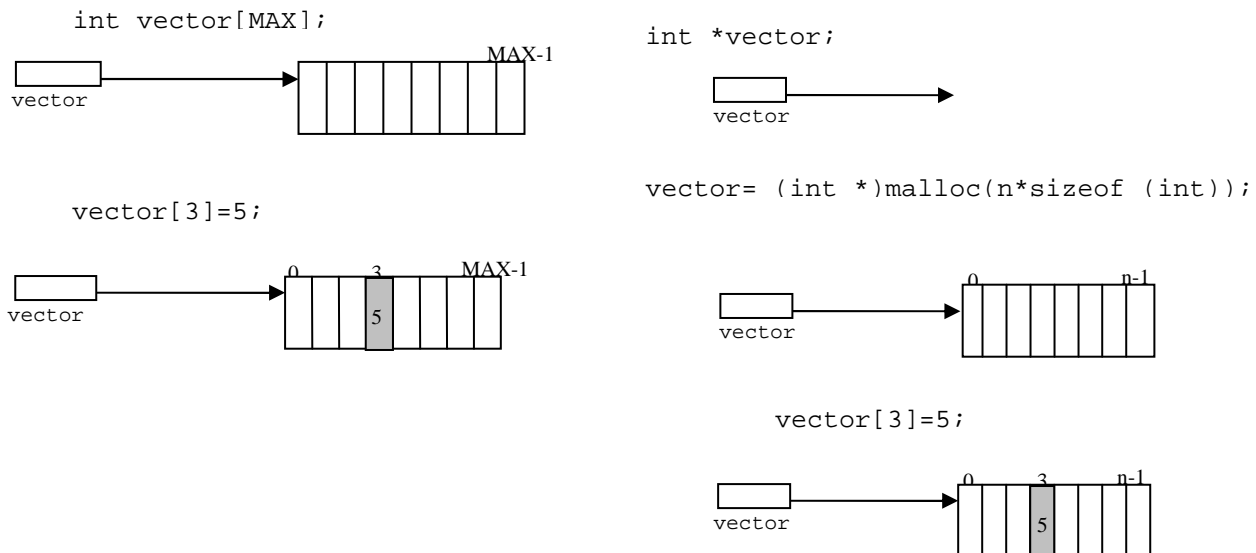 int vector[MAX];
MAX-1
vector
vector[3]=5;
0 3 MAX-1
5
vector
int *vector;
vector
vector= (int *)malloc(n*sizeof (int));
0 n-1
vector
vector[3]=5;
0 3 n-1
5
vector